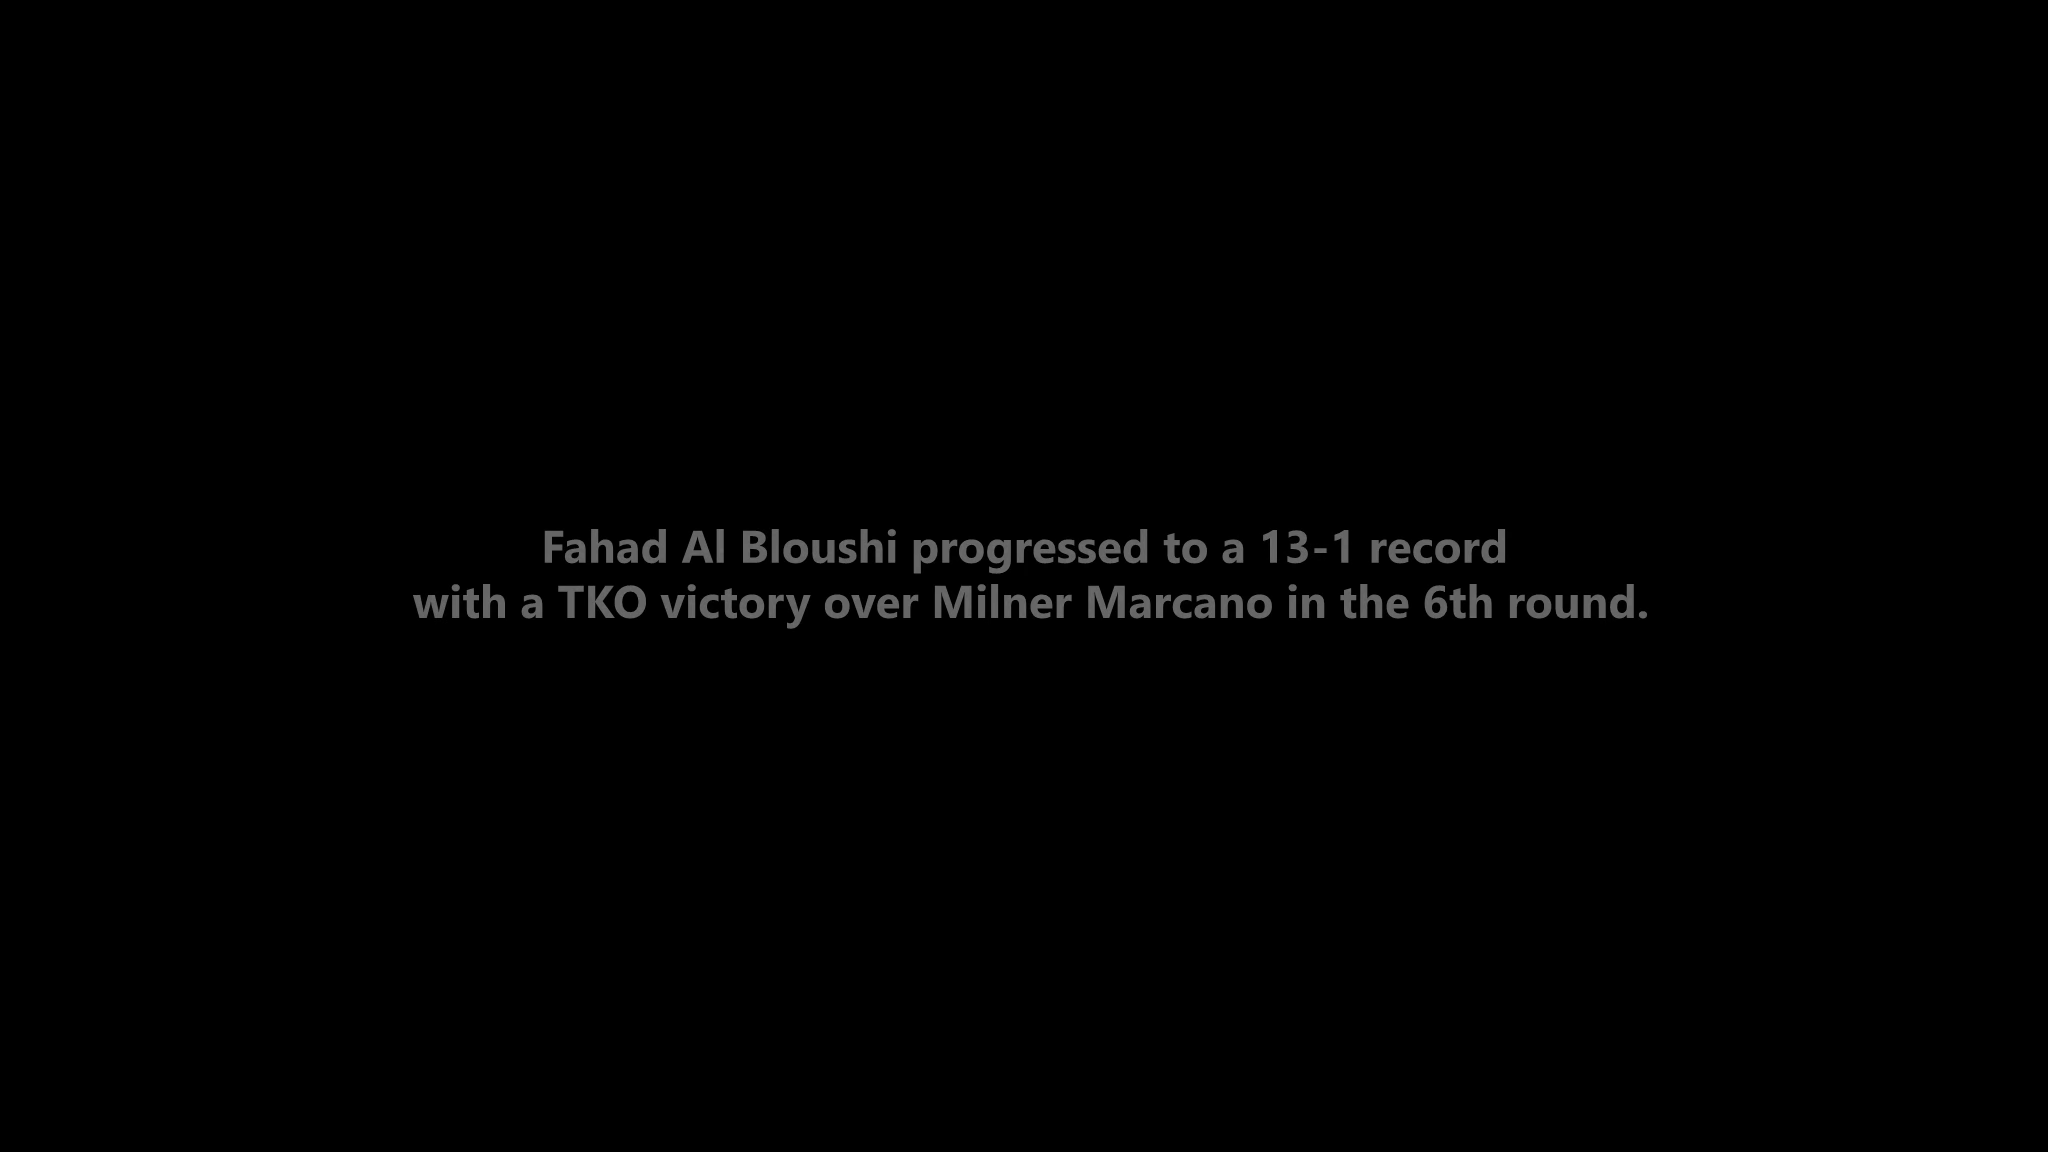 Fahad Al Bloushi progressed to a 13-1 record
with a TKO victory over Milner Marcano in the 6th round.